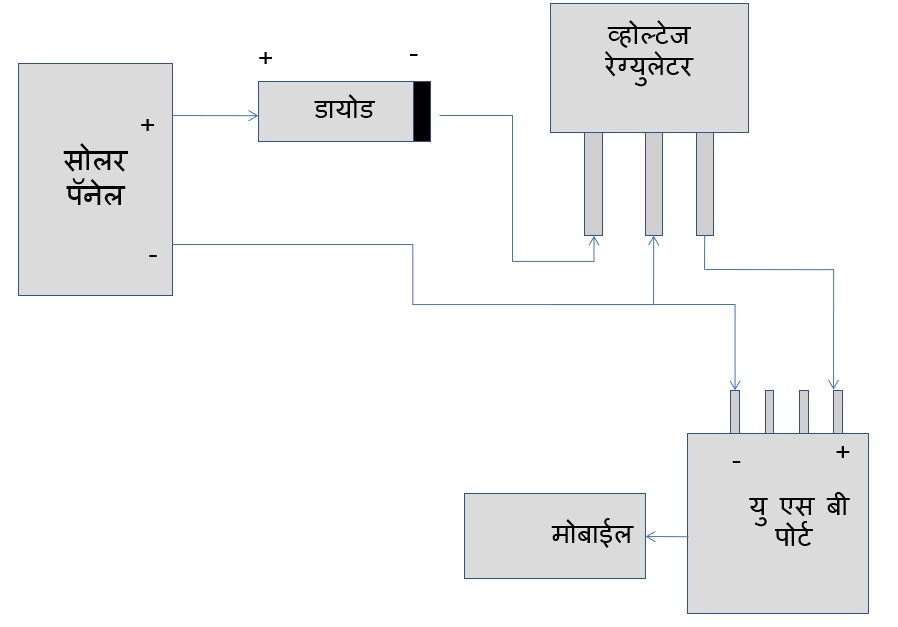 व्होल्टेज
रेग्युलेटर
+ -
डायोड
+
सोलर
पॅनेल
-
- +
यु एस बी
पोर्ट
मोबाईल